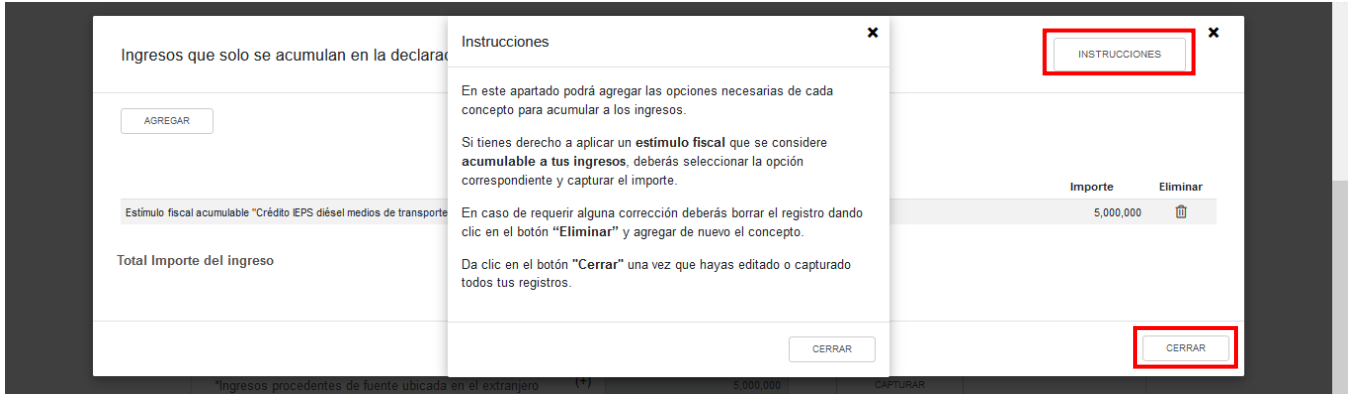 Ingresos que solo se acumulan en la declarac
INSTRUCCIONES
AGREGAR
Importe Eliminar
Estímulo fiscal acumulable "Crédito IEPS diésel medios de transporte 5,000,000
Total Importe del ingreso
CERRAR
Instrucciones
En este apartado podrá agregar las opciones necesarias de cada
concepto para acumular a los ingresos.
Si tienes derecho a aplicar un estímulo fiscal que se considere
acumulable a tus ingresos, deberás seleccionar la opción
correspondiente y capturar el importe.
En caso de requerir alguna corrección deberás borrar el registro dando
clic en el botón “Eliminar” y agregar de nuevo el concepto.
Da clic en el botón "Cerrar" una vez que hayas editado o capturado
todos tus registros.
CERRAR
*Ingresos procedentes de fuente ubicada en el extranjero (+) 5,000,000 CAPTURAR